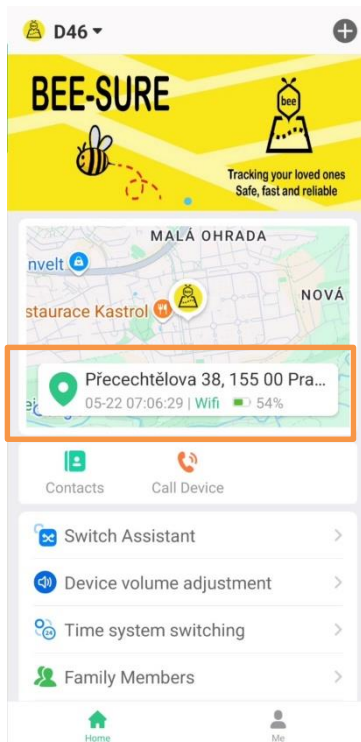 D46
BEE-SURE
bee
Tracking your loved ones
Safe, fast and reliable
MALÁ OHRADA
nvelt
NOVÁ
staurace Kastrol
Přecechtělova 38, 155 00 Pra...
05-22 07:06:29 | Wifi 54%
Contacts
Call Device
Switch Assistant
Device volume adjustment
24
Time system switching
Family Members
Home
Me